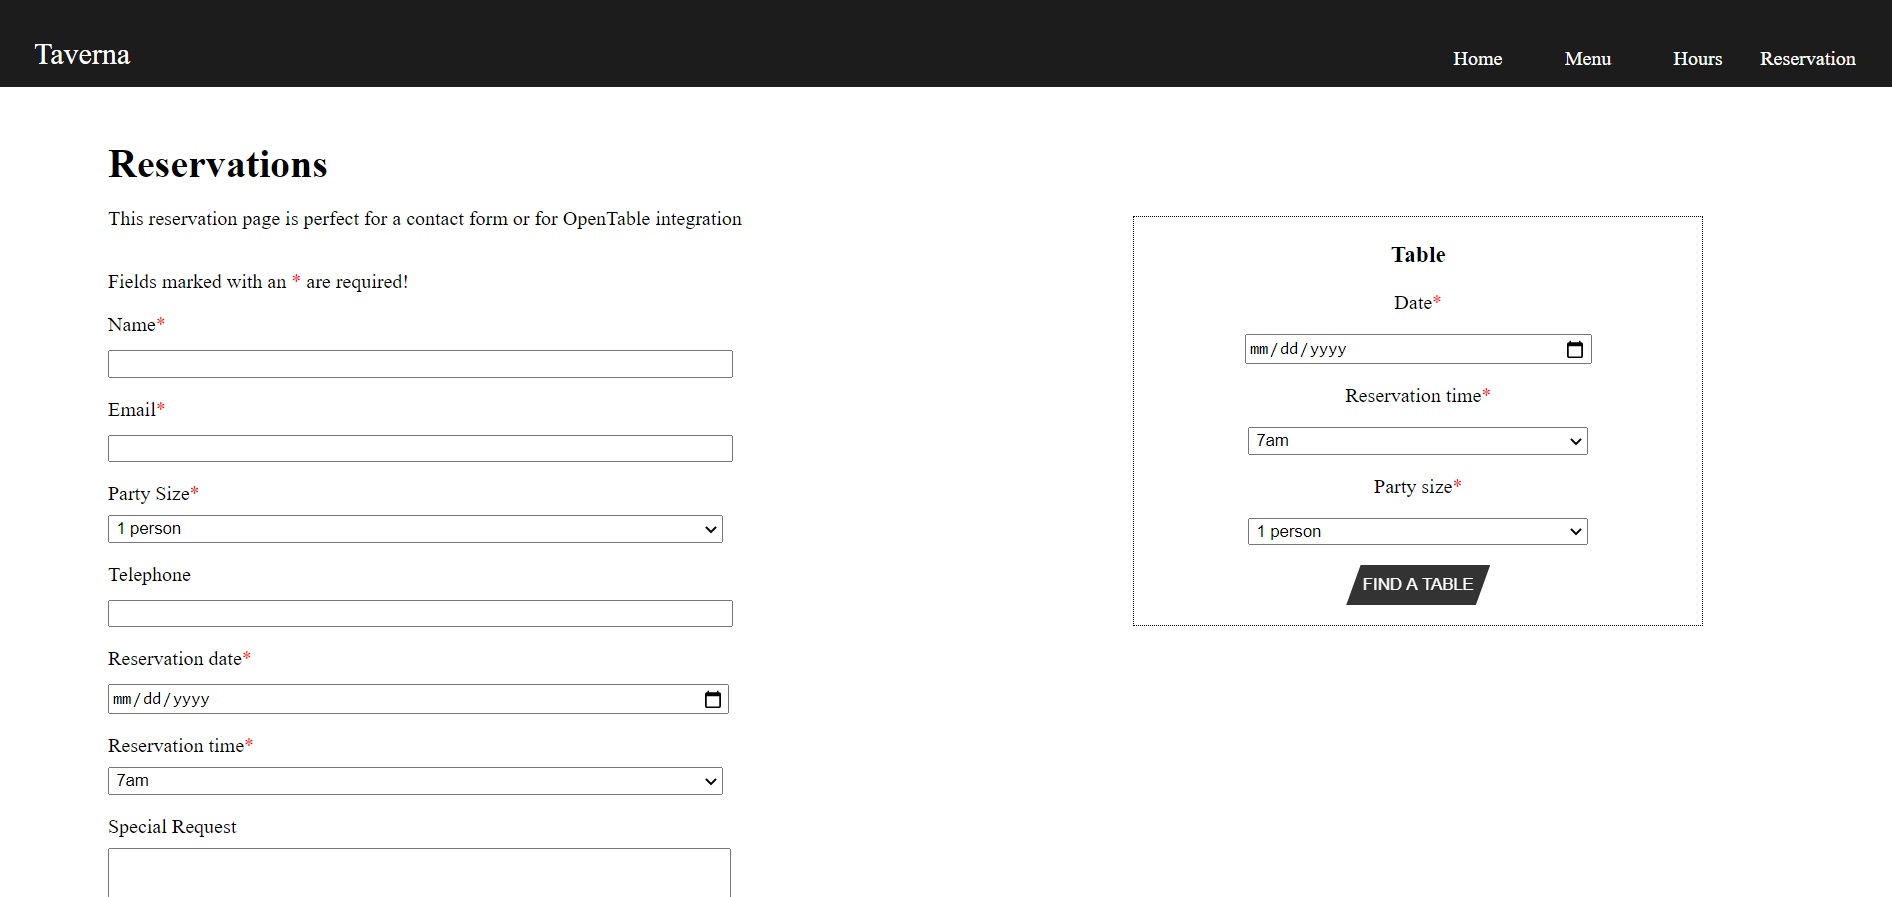 Taverna
Home Menu Hours Reservation
Reservations
This reservation page is perfect for a contact form or for OpenTable integration
Fields marked with an * are required!
Name*
Email*
Party Size*
1 person
Telephone
Reservation date*
mm/dd/yyyy
Reservation time*
7am
Special Request
Table
Date*
mm/dd/yyyy
Reservation time*
7am
Party size*
1 person
FIND A TABLE